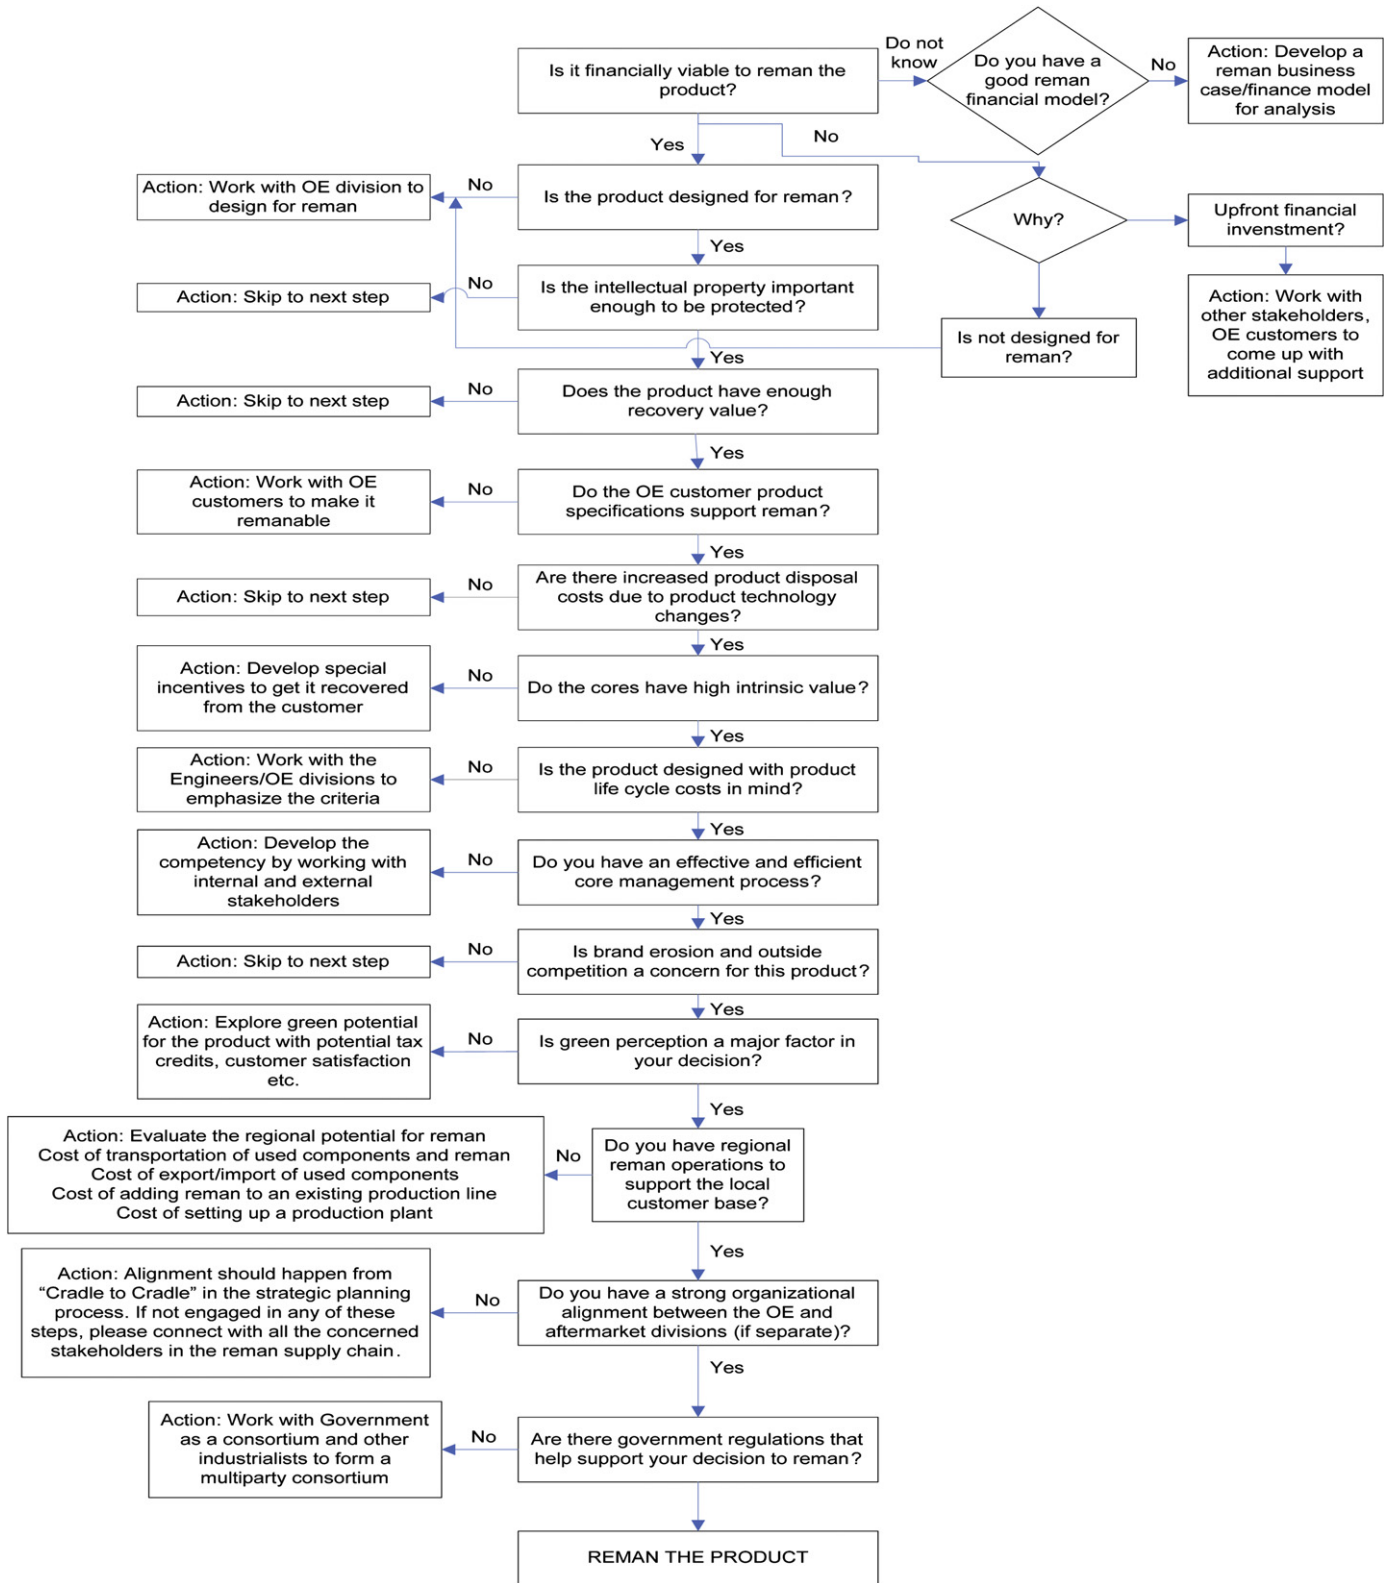 Is it financially viable to reman the
product?
Do not
know
Do you have a
good reman
financial model?
No
Action: Develop a
reman business
case/finance model
for analysis
Yes
No
Action: Work with OE division to
design for reman
No
Is the product designed for reman?
Why?
Upfront financial
invenstment?
Yes
Action: Skip to next step
No
Is the intellectual property important
enough to be protected?
Action: Work with
other stakeholders,
OE customers to
come up with
additional support
Is not designed for
reman?
Yes
Action: Skip to next step
No
Does the product have enough
recovery value?
Yes
Action: Work with OE
customers to make it
remanable
No
Do the OE customer product
specifications support reman?
Yes
Action: Skip to next step
No
Are there increased product disposal
costs due to product technology
changes?
Yes
Action: Develop special
incentives to get it recovered
from the customer
No
Do the cores have high intrinsic value?
Yes
Action: Work with the
Engineers/OE divisions to
emphasize the criteria
No
Is the product designed with product
life cycle costs in mind?
Yes
Action: Develop the
competency by working with
internal and external
stakeholders
No
Do you have an effective and efficient
core management process?
Yes
Action: Skip to next step
No
Is brand erosion and outside
competition a concern for this product?
Yes
Action: Explore green potential
for the product with potential tax
credits, customer satisfaction
etc.
No
Is green perception a major factor in
your decision?
Yes
Action: Evaluate the regional potential for reman
Cost of transportation of used components and reman
Cost of export/import of used components
Cost of adding reman to an existing production line
Cost of setting up a production plant
No
Do you have regional
reman operations to
support the local
customer base?
Yes
Action: Alignment should happen from
“Cradle to Cradle” in the strategic planning
process. If not engaged in any of these
steps, please connect with all the concerned
stakeholders in the reman supply chain.
No
Do you have a strong organizational
alignment between the OE and
aftermarket divisions (if separate)?
Yes
Action: Work with Government
as a consortium and other
industrialists to form a
multiparty consortium
No
Are there government regulations that
help support your decision to reman?
REMAN THE PRODUCT